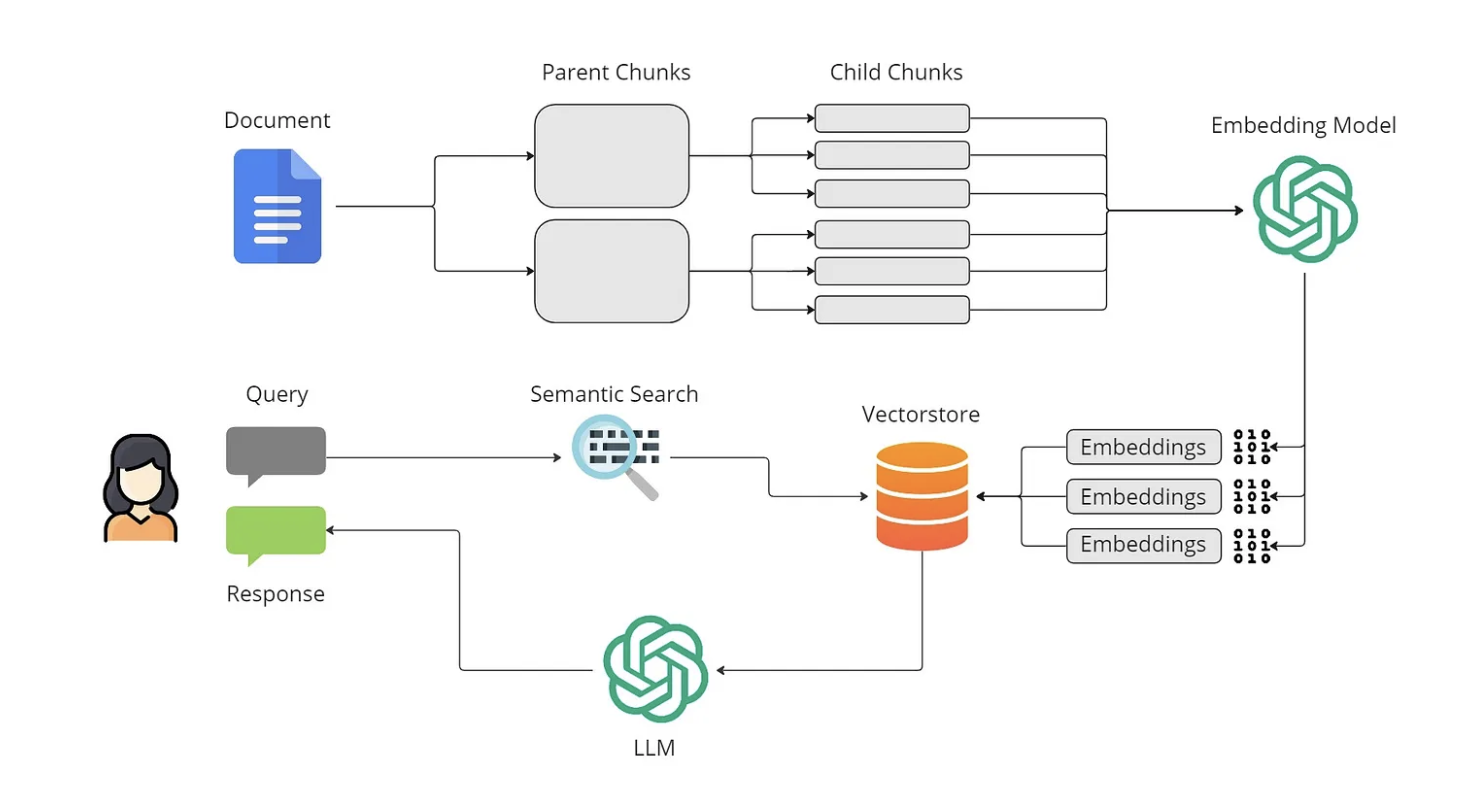 Parent Chunks
Child Chunks
Document
Embedding Model
Query
Semantic Search
Vectorstore
Embeddings
010
101
010
Embeddings
010
101
010
Embeddings
010
101
010
Response
LLM